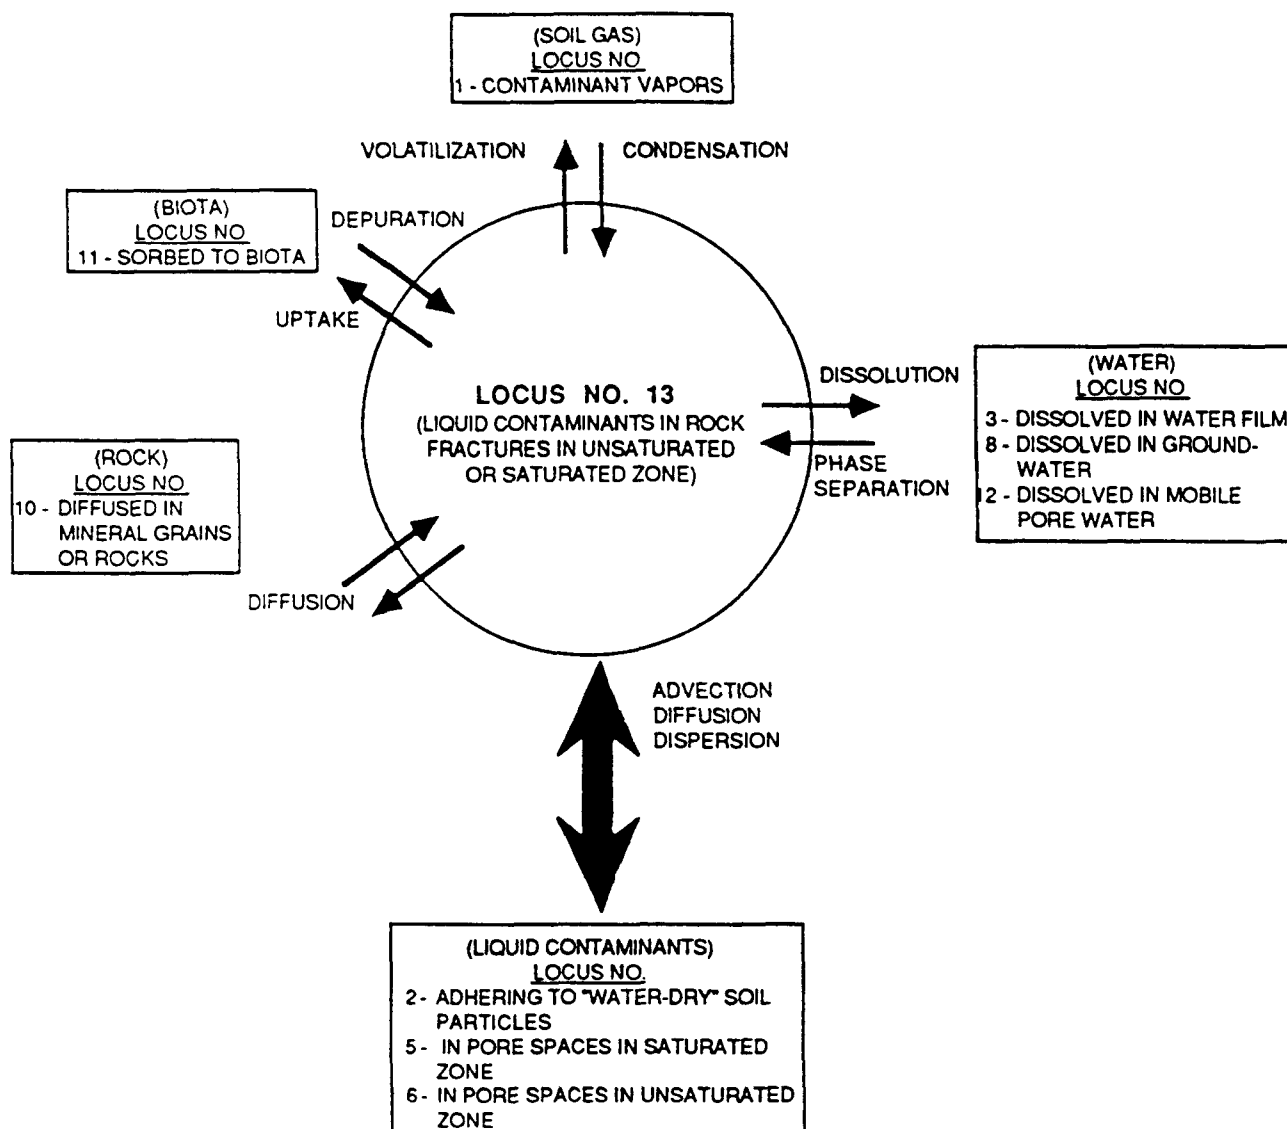 (SOIL GAS)
LOCUS NO
1 - CONTAMINANT VAPORS
VOLATILIZATION
CONDENSATION
(BIOTA)
LOCUS NO
11 - SORBED TO BIOTA
DEPURATION
UPTAKE
LOCUS NO. 13
(LIQUID CONTAMINANTS IN ROCK
FRACTURES IN UNSATURATED
OR SATURATED ZONE)
DISSOLUTION
PHASE
SEPARATION
(WATER)
LOCUS NO
3 - DISSOLVED IN WATER FILM
8 - DISSOLVED IN GROUND-
WATER
12 - DISSOLVED IN MOBILE
PORE WATER
(ROCK)
LOCUS NO
10 - DIFFUSED IN
MINERAL GRAINS
OR ROCKS
DIFFUSION
ADVECTION
DIFFUSION
DISPERSION
(LIQUID CONTAMINANTS)
LOCUS NO.
2 - ADHERING TO "WATER-DRY" SOIL
PARTICLES
5 - IN PORE SPACES IN SATURATED
ZONE
6 - IN PORE SPACES IN UNSATURATED
ZONE